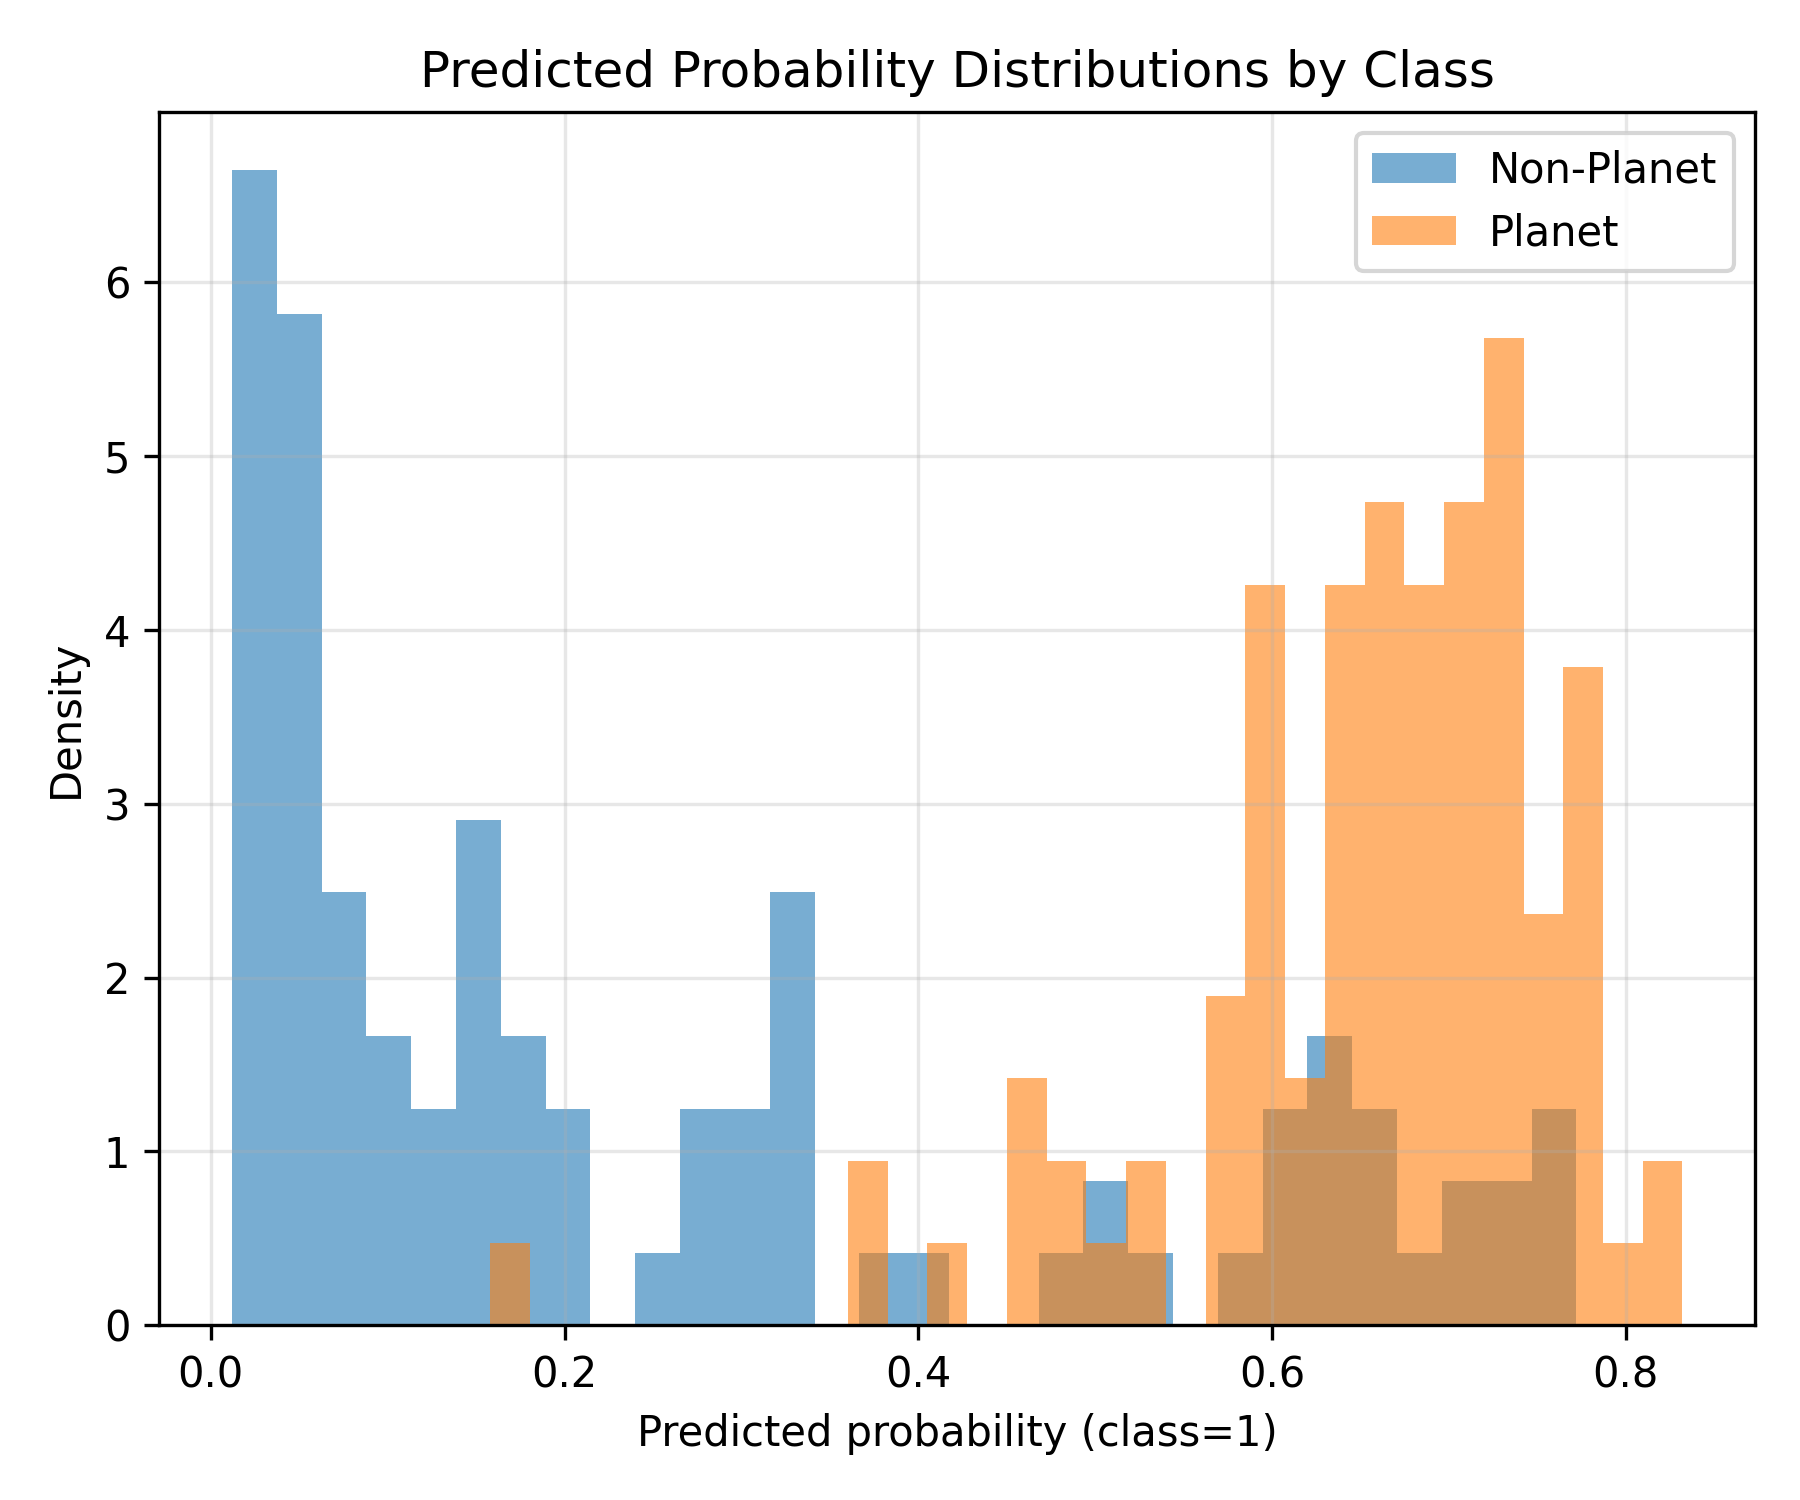 Predicted Probability Distributions by Class
Non-Planet
Planet
6
5
4
3
2
1
0
Density
0.0 0.2 0.4 0.6 0.8
Predicted probability (class=1)